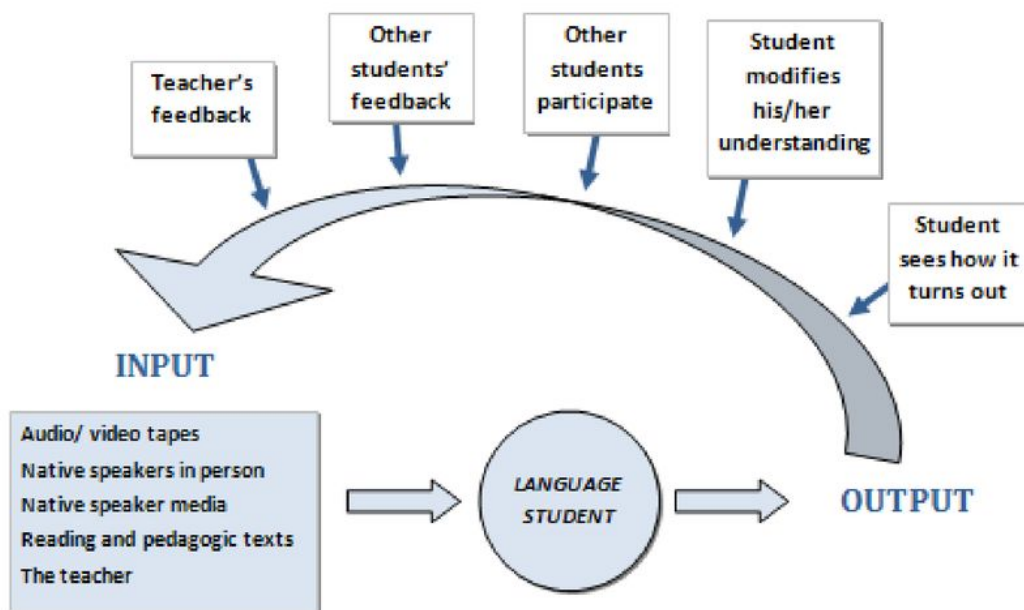 Teacher's
feedback
Other
students'
feedback
Other
students
participate
Student
modifies
his/her
understanding
Student
sees how it
turns out
INPUT
Audio/ video tapes
Native speakers in person
Native speaker media
Reading and pedagogic texts
The teacher
LANGUAGE
STUDENT
OUTPUT